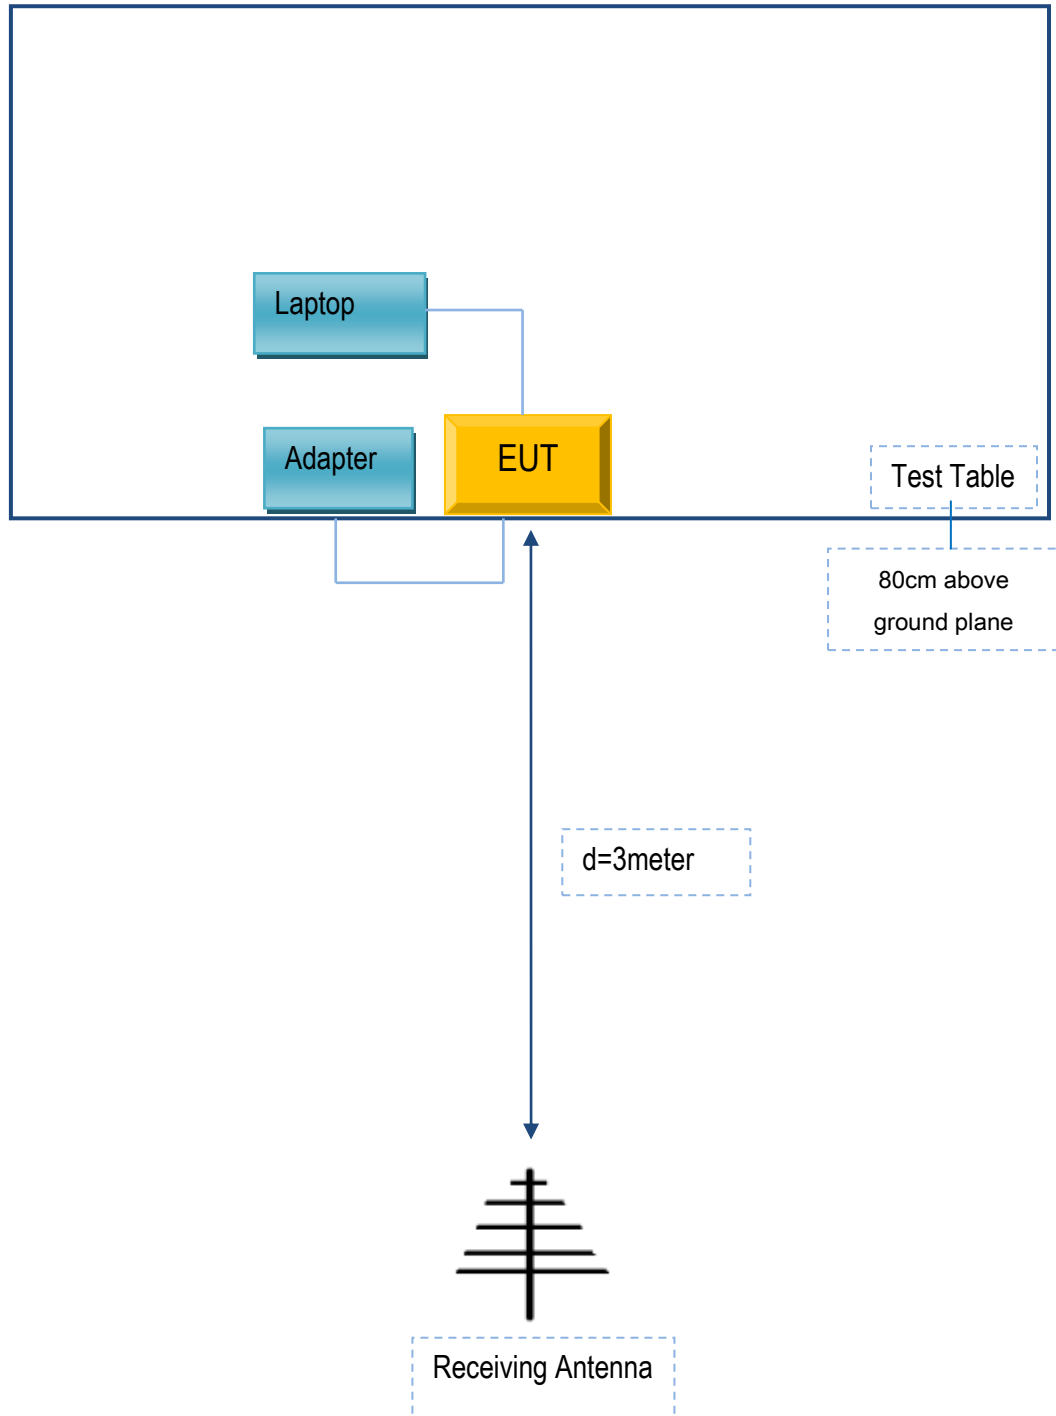 Laptop
Adapter
EUT
Test Table
80cm above
ground plane
d=3meter
Receiving Antenna